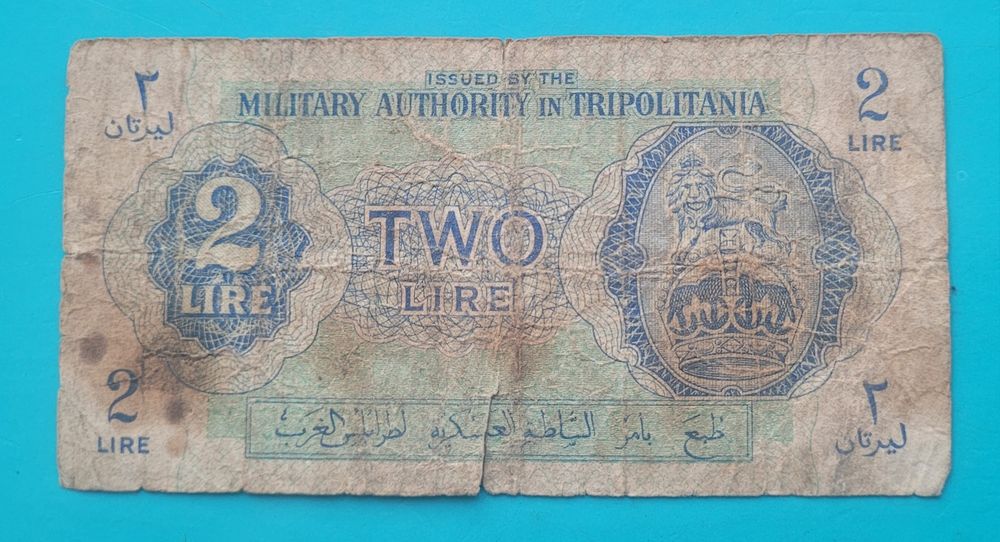 ٢
ليرتان
ISSUED BY THE
MILITARY AUTHORITY IN TRIPOLITANIA
2
LIRE
2
LIRE
TWO
LIRE
2
LIRE
طبع بامر السلطة العسكرية لطرابلس الغرب
٢
ليرتان